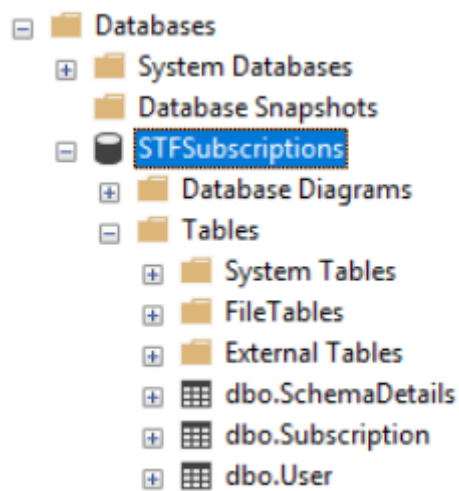 Databases
System Databases
Database Snapshots
STFSubscriptions
Database Diagrams
Tables
System Tables
FileTables
External Tables
dbo.SchemaDetails
dbo.Subscription
dbo.User